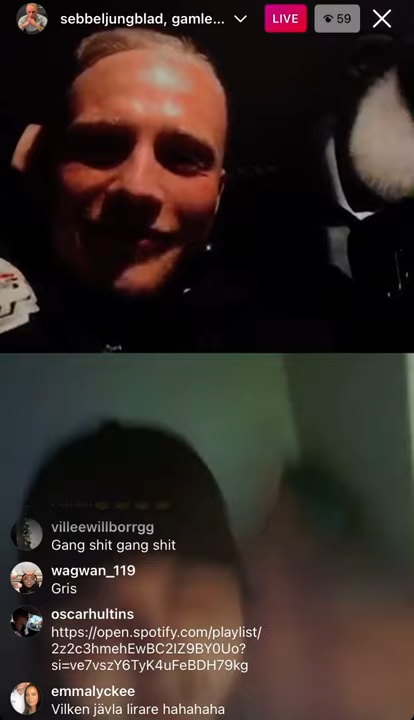 sebbeljungblad, gamle...
LIVE
59
villeewillborrgg
Gang shit gang shit
wagwan_119
Gris
oscarhultins
https://open.spotify.com/playlist/
2z2c3hmehEwBC2IZ9BY0Uo?
si=ve7vszY6TyK4uFeBDH79kg
emmalyckee
Vilken jävla lirare hahahaha